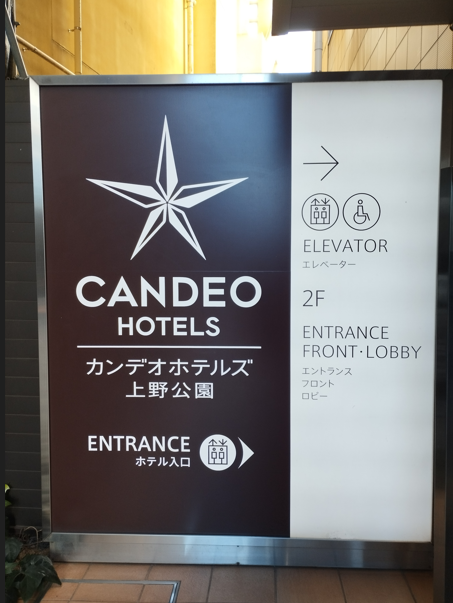 CANDEO
HOTELS
カンデオホテルズ
上野公園
ENTRANCE
ホテル入口
ELEVATOR
エレベーター
2F
ENTRANCE
FRONT・LOBBY
エントランス
フロント
ロビー